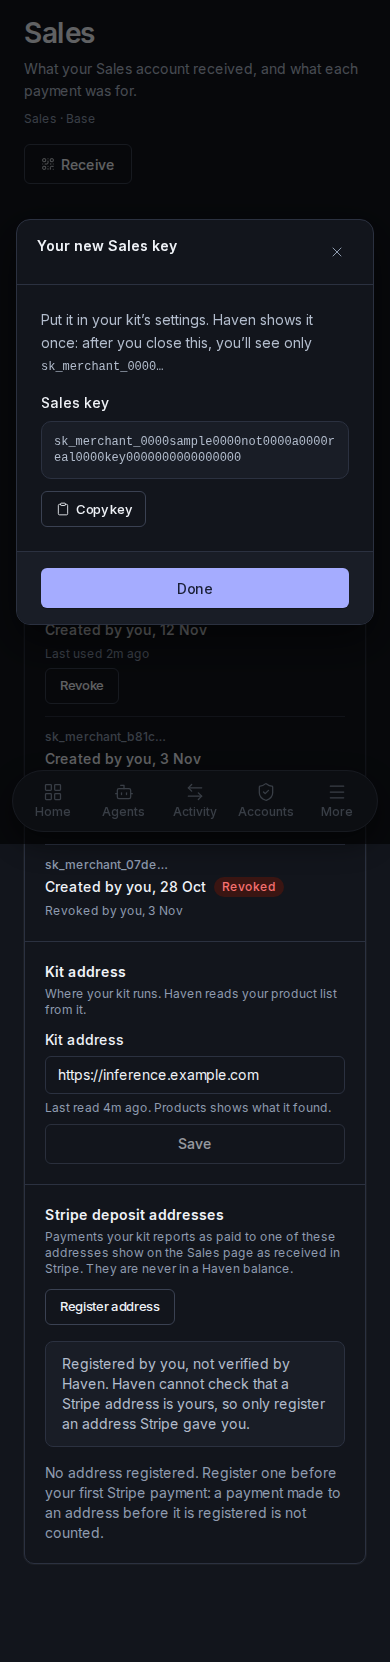 Sales
What your Sales account received, and what each
payment was for.
Sales · Base
Receive
Your new Sales key
Put it in your kit’s settings. Haven shows it
once: after you close this, you’ll see only
sk_merchant_0000…
Sales key
sk_merchant_0000sample0000not0000a0000r
eal0000key0000000000000000
Copy key
Done
Created by you, 12 Nov
Last used 2m ago
Revoke
sk_merchant_b81c…
Created by you, 3 Nov
Home
Agents
Activity
Accounts
More
sk_merchant_07de…
Created by you, 28 Oct Revoked
Revoked by you, 3 Nov
Kit address
Where your kit runs. Haven reads your product list
from it.
Kit address
https://inference.example.com
Last read 4m ago. Products shows what it found.
Save
Stripe deposit addresses
Payments your kit reports as paid to one of these
addresses show on the Sales page as received in
Stripe. They are never in a Haven balance.
Register address
Registered by you, not verified by
Haven. Haven cannot check that a
Stripe address is yours, so only register
an address Stripe gave you.
No address registered. Register one before
your first Stripe payment: a payment made to
an address before it is registered is not
counted.